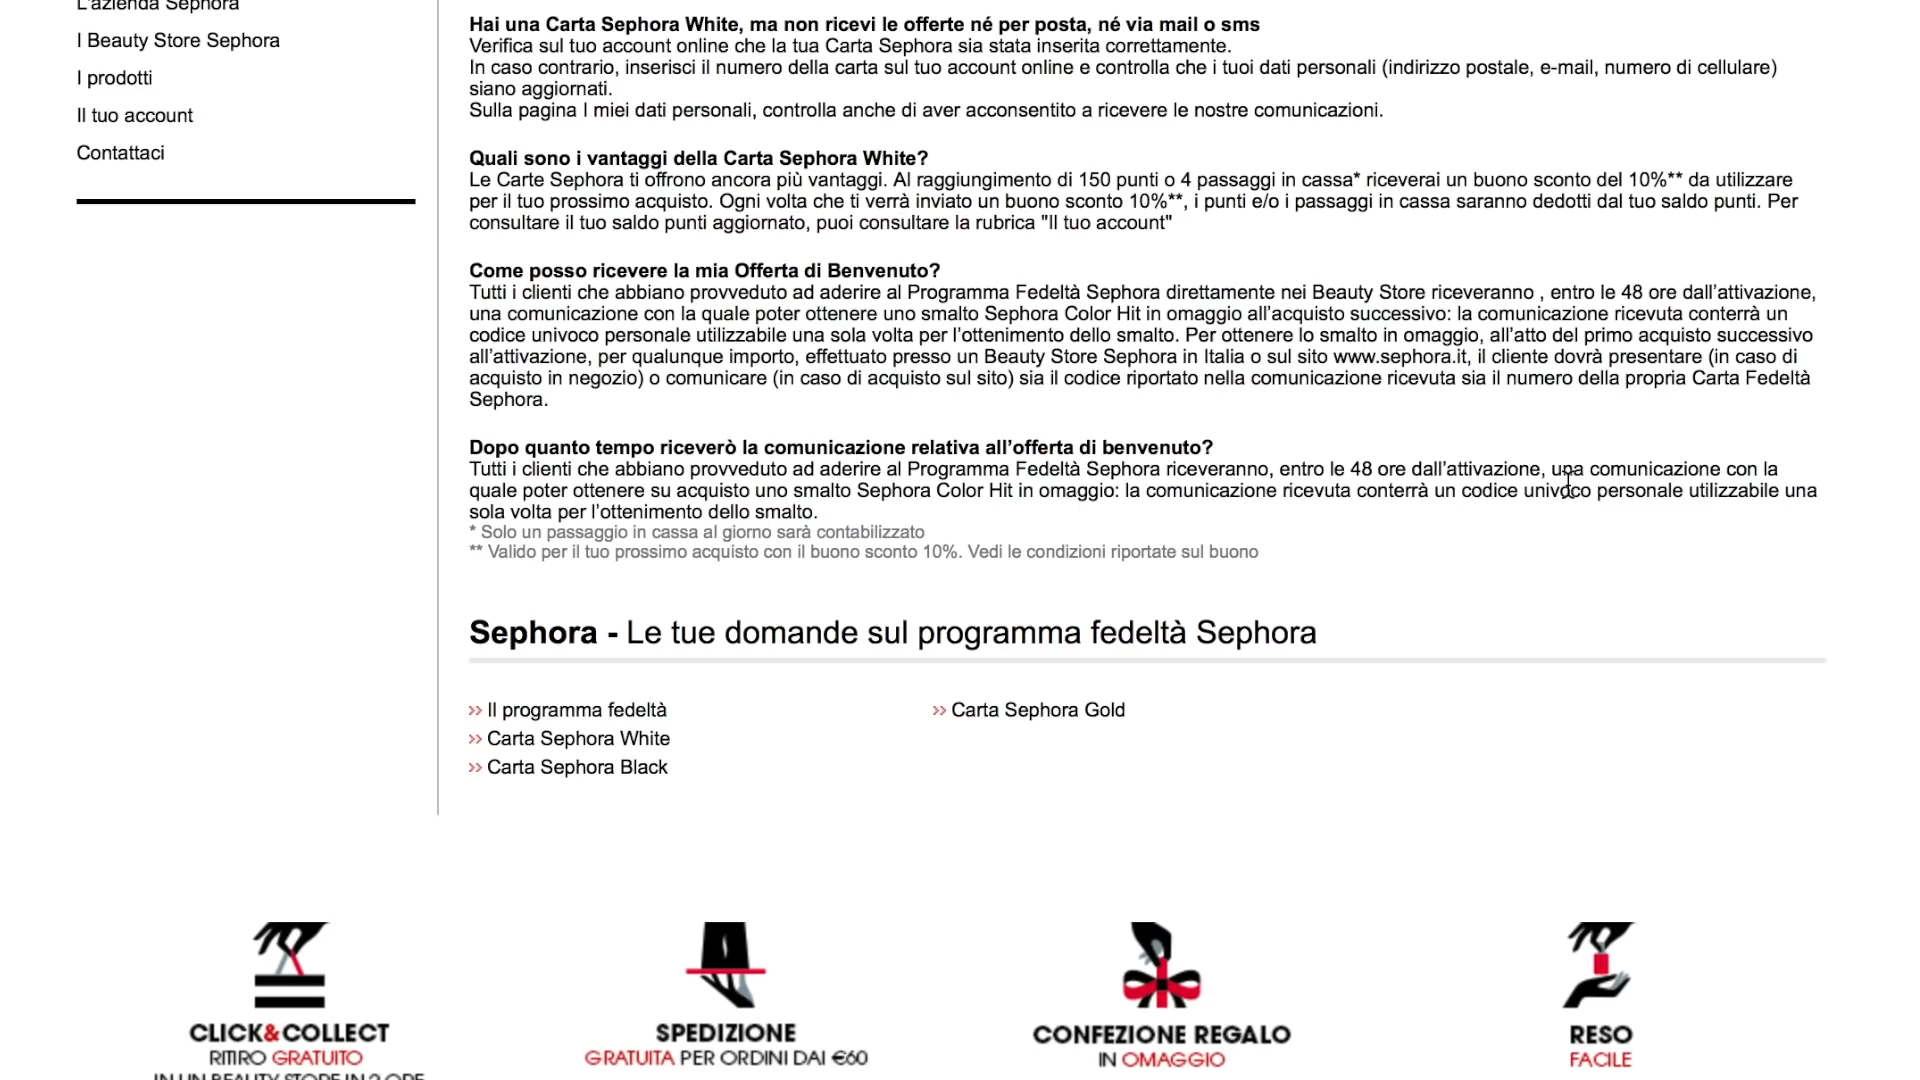 L'azienda Sephora
I Beauty Store Sephora
I prodotti
Il tuo account
Contattaci
Hai una Carta Sephora White, ma non ricevi le offerte né per posta, né via mail o sms
Verifica sul tuo account online che la tua Carta Sephora sia stata inserita correttamente.
In caso contrario, inserisci il numero della carta sul tuo account online e controlla che i tuoi dati personali (indirizzo postale, e-mail, numero di cellulare)
siano aggiornati.
Sulla pagina I miei dati personali, controlla anche di aver acconsentito a ricevere le nostre comunicazioni.
Quali sono i vantaggi della Carta Sephora White?
Le Carte Sephora ti offrono ancora più vantaggi. Al raggiungimento di 150 punti o 4 passaggi in cassa* riceverai un buono sconto del 10%** da utilizzare
per il tuo prossimo acquisto. Ogni volta che ti verrà inviato un buono sconto 10%**, i punti e/o i passaggi in cassa saranno dedotti dal tuo saldo punti. Per
consultare il tuo saldo punti aggiornato, puoi consultare la rubrica "Il tuo account"
Come posso ricevere la mia Offerta di Benvenuto?
Tutti i clienti che abbiano provveduto ad aderire al Programma Fedeltà Sephora direttamente nei Beauty Store riceveranno , entro le 48 ore dall’attivazione,
una comunicazione con la quale poter ottenere uno smalto Sephora Color Hit in omaggio all’acquisto successivo: la comunicazione ricevuta conterrà un
codice univoco personale utilizzabile una sola volta per l’ottenimento dello smalto. Per ottenere lo smalto in omaggio, all’atto del primo acquisto successivo
all’attivazione, per qualunque importo, effettuato presso un Beauty Store Sephora in Italia o sul sito www.sephora.it, il cliente dovrà presentare (in caso di
acquisto in negozio) o comunicare (in caso di acquisto sul sito) sia il codice riportato nella comunicazione ricevuta sia il numero della propria Carta Fedeltà
Sephora.
Dopo quanto tempo riceverò la comunicazione relativa all’offerta di benvenuto?
Tutti i clienti che abbiano provveduto ad aderire al Programma Fedeltà Sephora riceveranno, entro le 48 ore dall’attivazione, una comunicazione con la
quale poter ottenere su acquisto uno smalto Sephora Color Hit in omaggio: la comunicazione ricevuta conterrà un codice univoco personale utilizzabile una
sola volta per l’ottenimento dello smalto.
* Solo un passaggio in cassa al giorno sarà contabilizzato
** Valido per il tuo prossimo acquisto con il buono sconto 10%. Vedi le condizioni riportate sul buono
Sephora - Le tue domande sul programma fedeltà Sephora
>> Il programma fedeltà
>> Carta Sephora White
>> Carta Sephora Black
>> Carta Sephora Gold
CLICK&COLLECT
RITIRO GRATUITO
IN UN BEAUTY STORE IN 2 ORE
SPEDIZIONE
GRATUITA PER ORDINI DAI €60
CONFEZIONE REGALO
IN OMAGGIO
RESO
FACILE